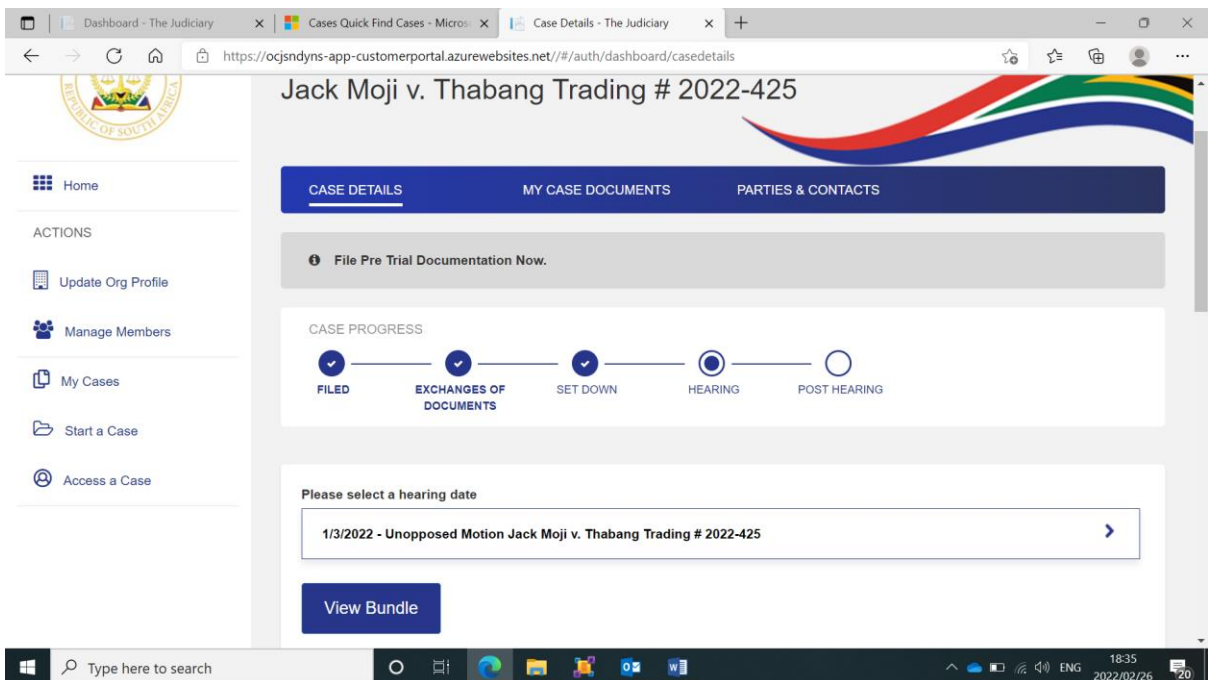 Dashboard - The Judiciary
Cases Quick Find Cases - Micros
Case Details - The Judiciary
https://ocjsndyns-app-customerportal.azurewebsites.net//#/auth/dashboard/casedetails
REPUBLIC OF SOUTH AFRICA
Jack Moji v. Thabang Trading # 2022-425
Home
ACTIONS
Update Org Profile
Manage Members
My Cases
Start a Case
Access a Case
CASE DETAILS MY CASE DOCUMENTS PARTIES & CONTACTS
File Pre Trial Documentation Now.
CASE PROGRESS
FILED EXCHANGES OF SET DOWN HEARING POST HEARING
DOCUMENTS
Please select a hearing date
1/3/2022 - Unopposed Motion Jack Moji v. Thabang Trading # 2022-425
View Bundle
Type here to search
ENG
18:35
2022/02/26
20